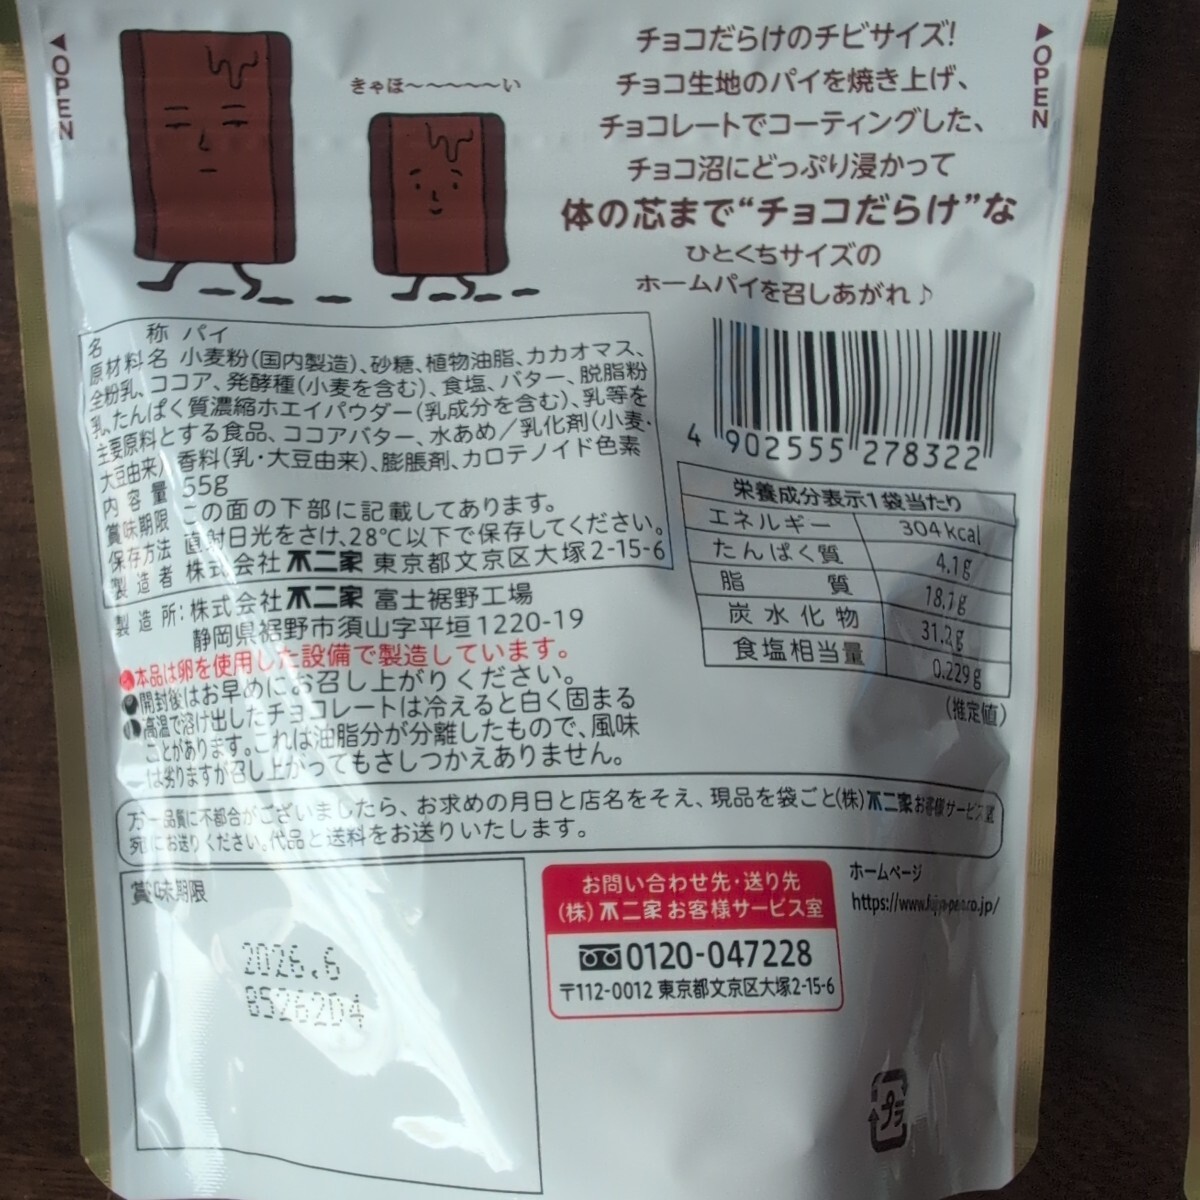 ◀OPEN
▶OPEN
きゃほ〜〜〜〜〜い
チョコだらけのチビサイズ!
チョコ生地のパイを焼き上げ、
チョコレートでコーティングした、
チョコ沼にどっぷり浸かって
体の芯まで“チョコだらけ”な
ひとくちサイズの
ホームパイを召しあがれ♪
名称 パイ
原材料名 小麦粉(国内製造)、砂糖、植物油脂、カカオマス、
全粉乳、ココア、発酵種(小麦を含む)、食塩、バター、脱脂粉
乳、たんぱく質濃縮ホエイパウダー(乳成分を含む)、乳等を
主要原料とする食品、ココアバター、水あめ/乳化剤(小麦・
大豆由来)、香料(乳・大豆由来)、膨脹剤、カロテノイド色素
内容量 55g
賞味期限 この面の下部に記載してあります。
保存方法 直射日光をさけ、28℃以下で保存してください。
製造者 株式会社不二家 東京都文京区大塚2-15-6
製造所:株式会社不二家 富士裾野工場
静岡県裾野市須山字平垣1220-19
●本品は卵を使用した設備で製造しています。
●開封後はお早めにお召し上がりください。
●高温で溶け出したチョコレートは冷えると白く固まる
ことがあります。これは油脂分が分離したもので、風味
は劣りますが召し上がってもさしつかえありません。
4 902555 278322
栄養成分表示1袋当たり
エネルギー 304kcal
たんぱく質 4.1g
脂質 18.1g
炭水化物 31.2g
食塩相当量 0.229g
(推定値)
万一品質に不都合がございましたら、お求めの月日と店名をそえ、現品を袋ごと(株)不二家お客様サービス室
宛にお送りください。代品と送料をお送りいたします。
賞味期限
2026.6
85262D4
お問い合わせ先・送り先
(株)不二家お客様サービス室
0120-047228
〒112-0012 東京都文京区大塚2-15-6
ホームページ
https://www.fujiya-peko.co.jp/
プラ